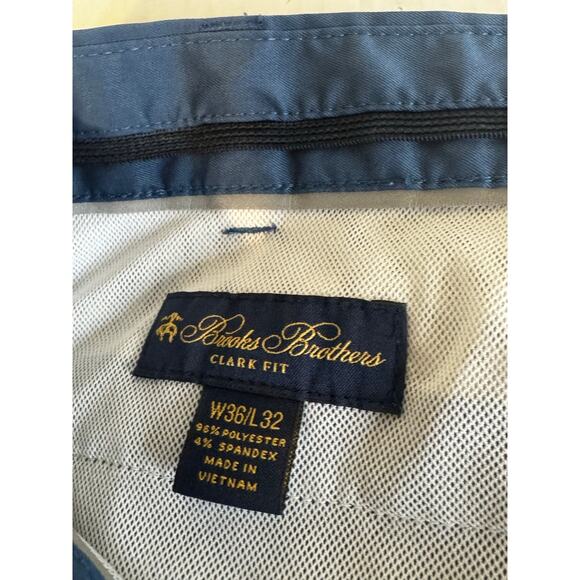 Brooks Brothers
CLARK FIT
W36/L32
96% POLYESTER
4% SPANDEX
MADE IN
VIETNAM